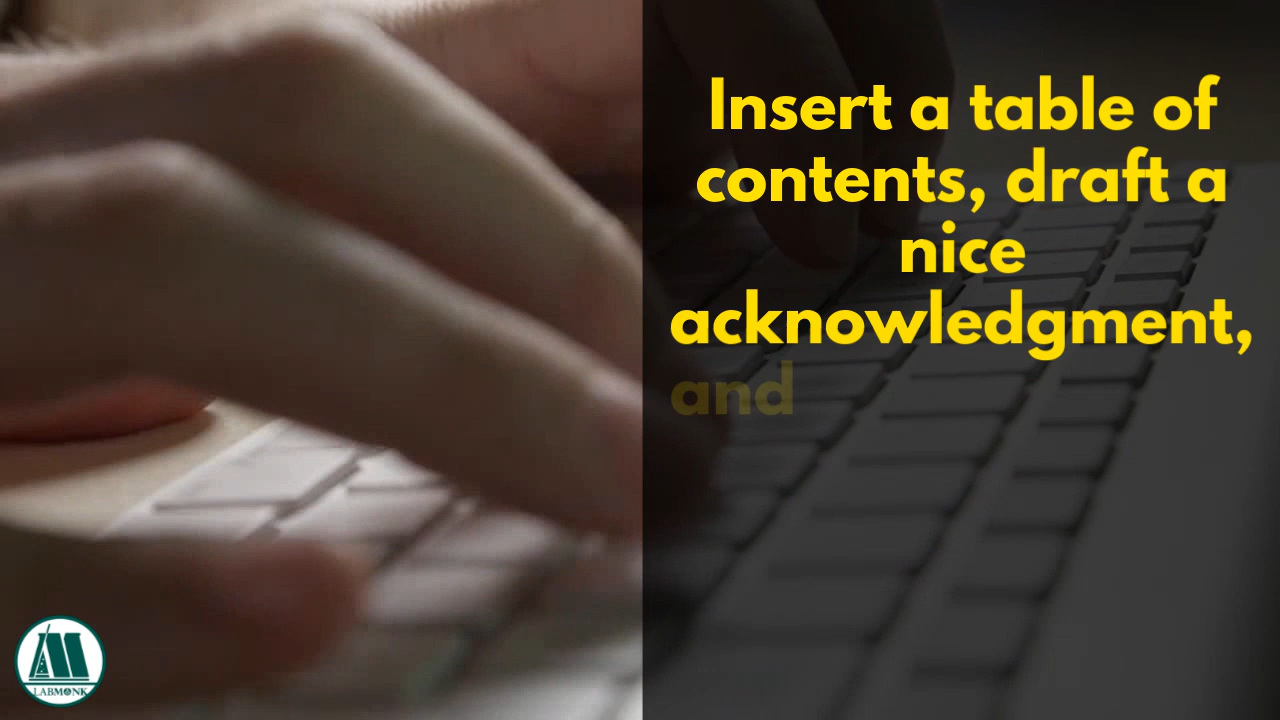 Insert a table of
contents, draft a
nice
acknowledgment,
and
LABMONK